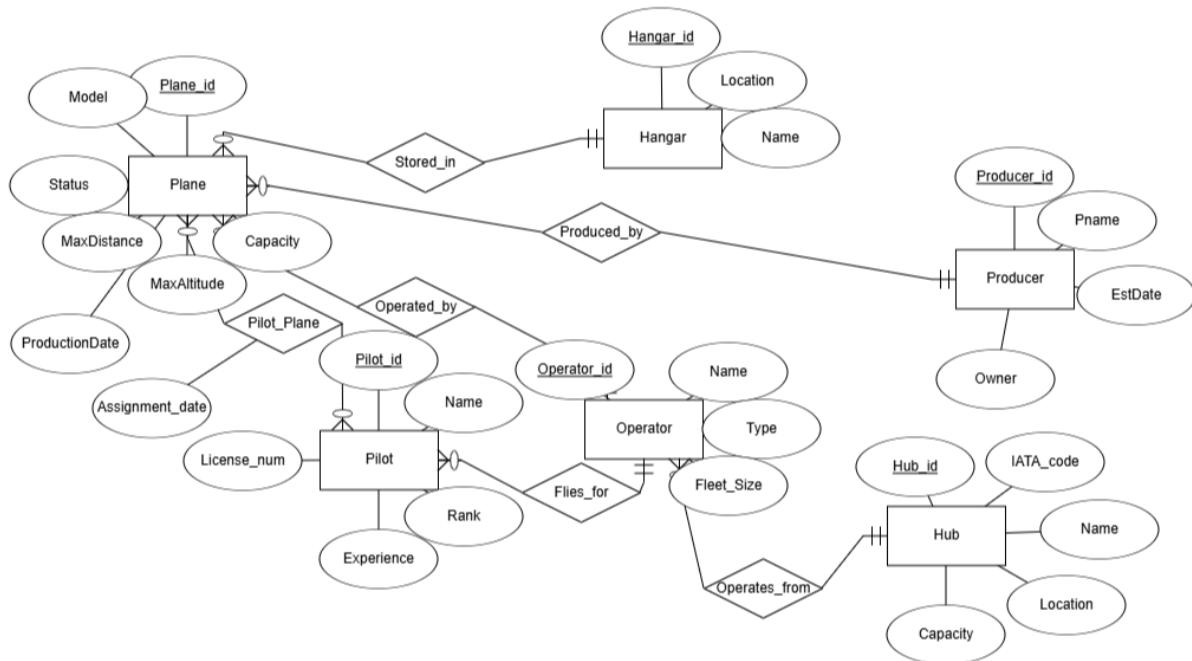 Hangar_id
Plane_id
Model
Location
Hangar
Name
Stored_in
Status
Plane
Producer_id
Pname
MaxDistance
Capacity
Produced_by
MaxAltitude
Producer
EstDate
Operated_by
Pilot_Plane
ProductionDate
Pilot_id
Operator_id
Name
Owner
Assignment_date
Name
Operator
Type
License_num
Pilot
Hub_id
IATA_code
Fleet_Size
Flies_for
Rank
Name
Hub
Experience
Operates_from
Location
Capacity